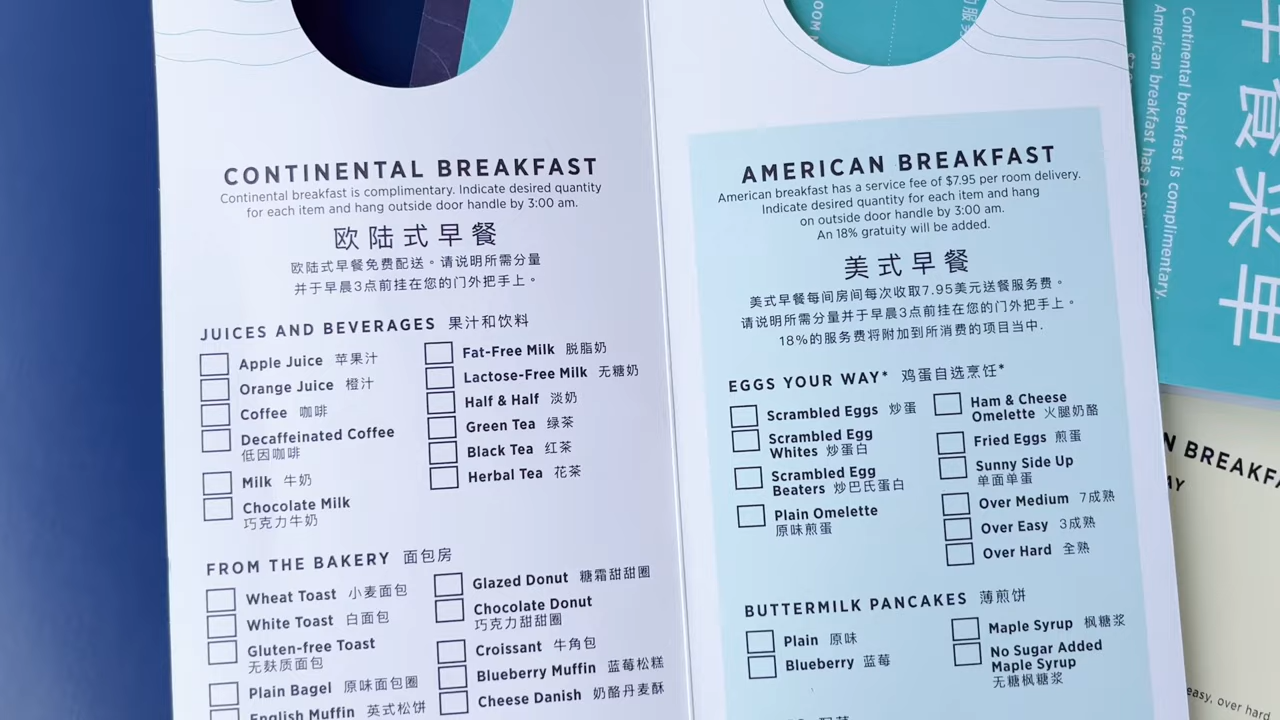 CONTINENTAL BREAKFAST
Continental breakfast is complimentary. Indicate desired quantity
for each item and hang outside door handle by 3:00 am.
欧陆式早餐
欧陆式早餐免费配送。请说明所需分量
并于早晨3点前挂在您的门外把手上。
JUICES AND BEVERAGES 果汁和饮料
Apple Juice 苹果汁
Orange Juice 橙汁
Coffee 咖啡
Decaffeinated Coffee
低因咖啡
Milk 牛奶
Chocolate Milk
巧克力牛奶
Fat-Free Milk 脱脂奶
Lactose-Free Milk 无糖奶
Half & Half 淡奶
Green Tea 绿茶
Black Tea 红茶
Herbal Tea 花茶
FROM THE BAKERY 面包房
Wheat Toast 小麦面包
White Toast 白面包
Gluten-free Toast
无麸质面包
Plain Bagel 原味面包圈
English Muffin 英式松饼
Glazed Donut 糖霜甜甜圈
Chocolate Donut
巧克力甜甜圈
Croissant 牛角包
Blueberry Muffin 蓝莓松糕
Cheese Danish 奶酪丹麦酥
AMERICAN BREAKFAST
American breakfast has a service fee of $7.95 per room delivery.
Indicate desired quantity for each item and hang
on outside door handle by 3:00 am.
An 18% gratuity will be added.
美式早餐
美式早餐每间房间每次收取7.95美元送餐服务费。
请说明所需分量并于早晨3点前挂在您的门外把手上。
18%的服务费将附加到所消费的项目当中.
EGGS YOUR WAY* 鸡蛋自选烹饪*
Scrambled Eggs 炒蛋
Scrambled Egg
Whites 炒蛋白
Scrambled Egg
Beaters 炒巴氏蛋白
Plain Omelette
原味煎蛋
Ham & Cheese
Omelette 火腿奶酪
Fried Eggs 煎蛋
Sunny Side Up
单面单蛋
Over Medium 7成熟
Over Easy 3成熟
Over Hard 全熟
BUTTERMILK PANCAKES 薄煎饼
Plain 原味
Blueberry 蓝莓
Maple Syrup 枫糖浆
No Sugar Added
Maple Syrup
无糖枫糖浆
餐菜单
Continental breakfast is complimentary.
American breakfast has a
N BREAKFA
AY
easy, over hard